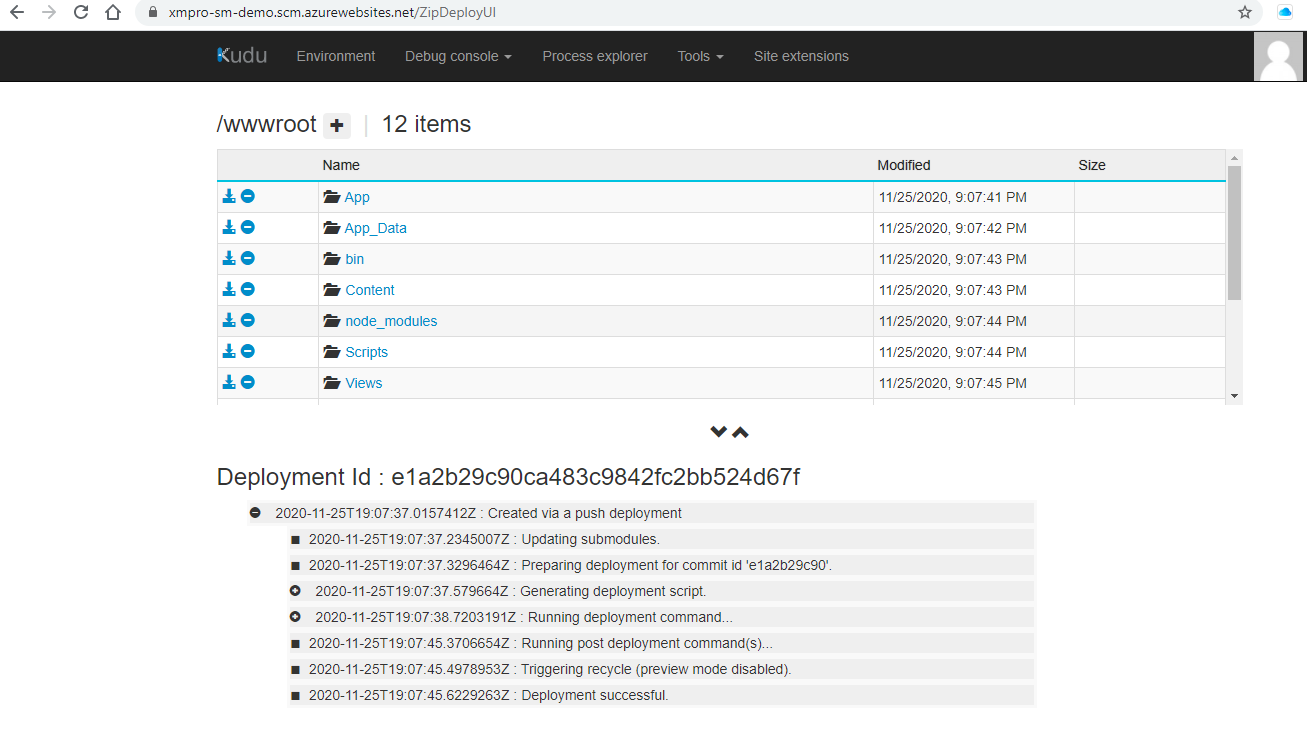 xmpro-sm-demo.scm.azurewebsites.net/ZipDeployUI
Kudu Environment Debug console Process explorer Tools Site extensions
/wwwroot | 12 items
Name Modified Size
App 11/25/2020, 9:07:41 PM
App_Data 11/25/2020, 9:07:42 PM
bin 11/25/2020, 9:07:43 PM
Content 11/25/2020, 9:07:43 PM
node_modules 11/25/2020, 9:07:44 PM
Scripts 11/25/2020, 9:07:44 PM
Views 11/25/2020, 9:07:45 PM
Deployment Id : e1a2b29c90ca483c9842fc2bb524d67f
2020-11-25T19:07:37.0157412Z : Created via a push deployment
2020-11-25T19:07:37.2345007Z : Updating submodules.
2020-11-25T19:07:37.3296464Z : Preparing deployment for commit id 'e1a2b29c90'.
2020-11-25T19:07:37.579664Z : Generating deployment script.
2020-11-25T19:07:38.7203191Z : Running deployment command...
2020-11-25T19:07:45.3706654Z : Running post deployment command(s)...
2020-11-25T19:07:45.4978953Z : Triggering recycle (preview mode disabled).
2020-11-25T19:07:45.6229263Z : Deployment successful.